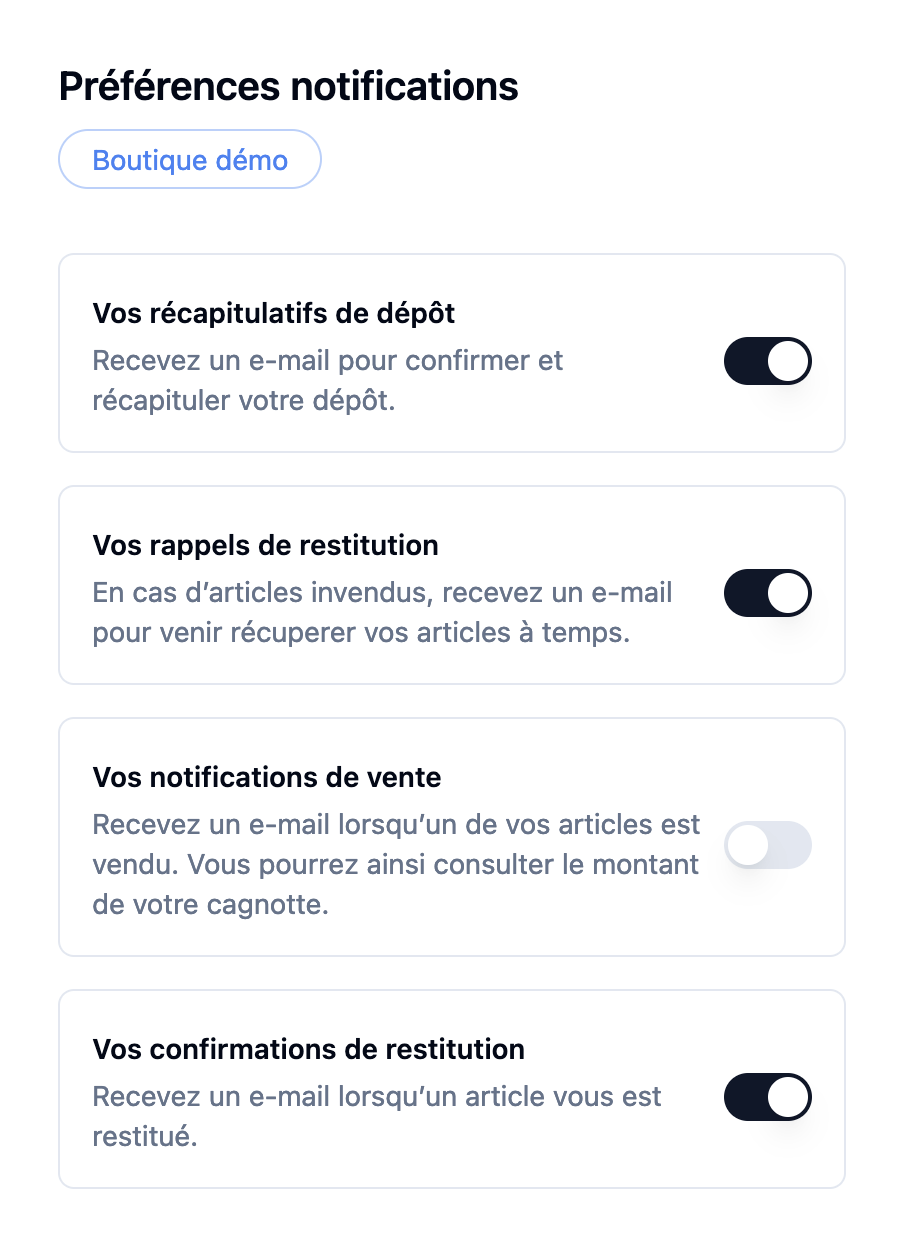 Préférences notifications
Boutique démo
Vos récapitulatifs de dépôt
Recevez un e-mail pour confirmer et
récapituler votre dépôt.
Vos rappels de restitution
En cas d’articles invendus, recevez un e-mail
pour venir récuperer vos articles à temps.
Vos notifications de vente
Recevez un e-mail lorsqu’un de vos articles est
vendu. Vous pourrez ainsi consulter le montant
de votre cagnotte.
Vos confirmations de restitution
Recevez un e-mail lorsqu’un article vous est
restitué.